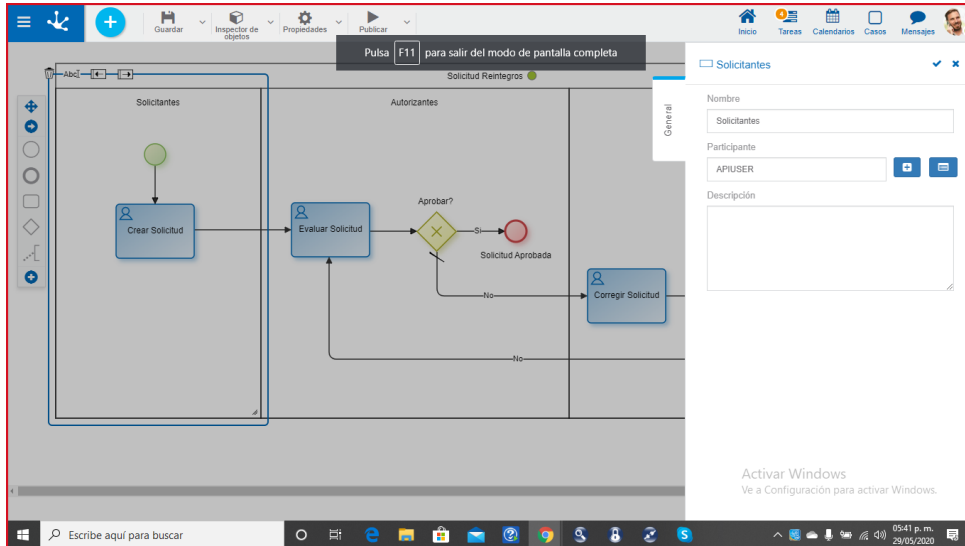 Guardar
Inspector de
objetos
Propiedades
Publicar
Inicio
4
Tareas
Calendarios
Casos
Mensajes
Pulsa F11 para salir del modo de pantalla completa
Abc
Solicitud Reintegros
Solicitantes
Autorizantes
Crear Solicitud
Evaluar Solicitud
Aprobar?
Si
Solicitud Aprobada
No
Corregir Solicitud
No
General
Solicitantes
Nombre
Solicitantes
Participante
APIUSER
Descripción
Activar Windows
Ve a Configuración para activar Windows.
Escribe aquí para buscar
05:41 p. m.
29/05/2020